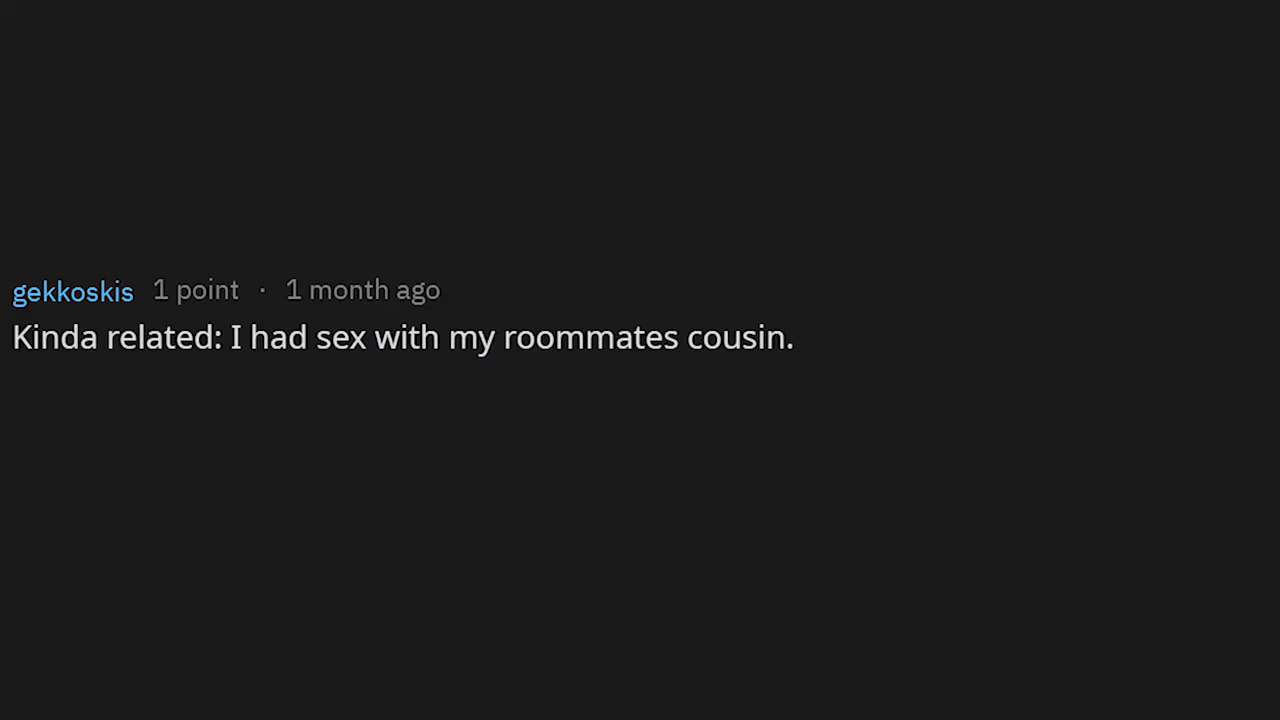 gekkoskis 1 point · 1 month ago
Kinda related: I had sex with my roommates cousin.